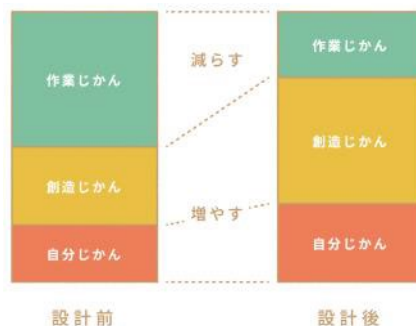 作業じかん
減らす
作業じかん
創造じかん
創造じかん
増やす
自分じかん
自分じかん
設計前
設計後